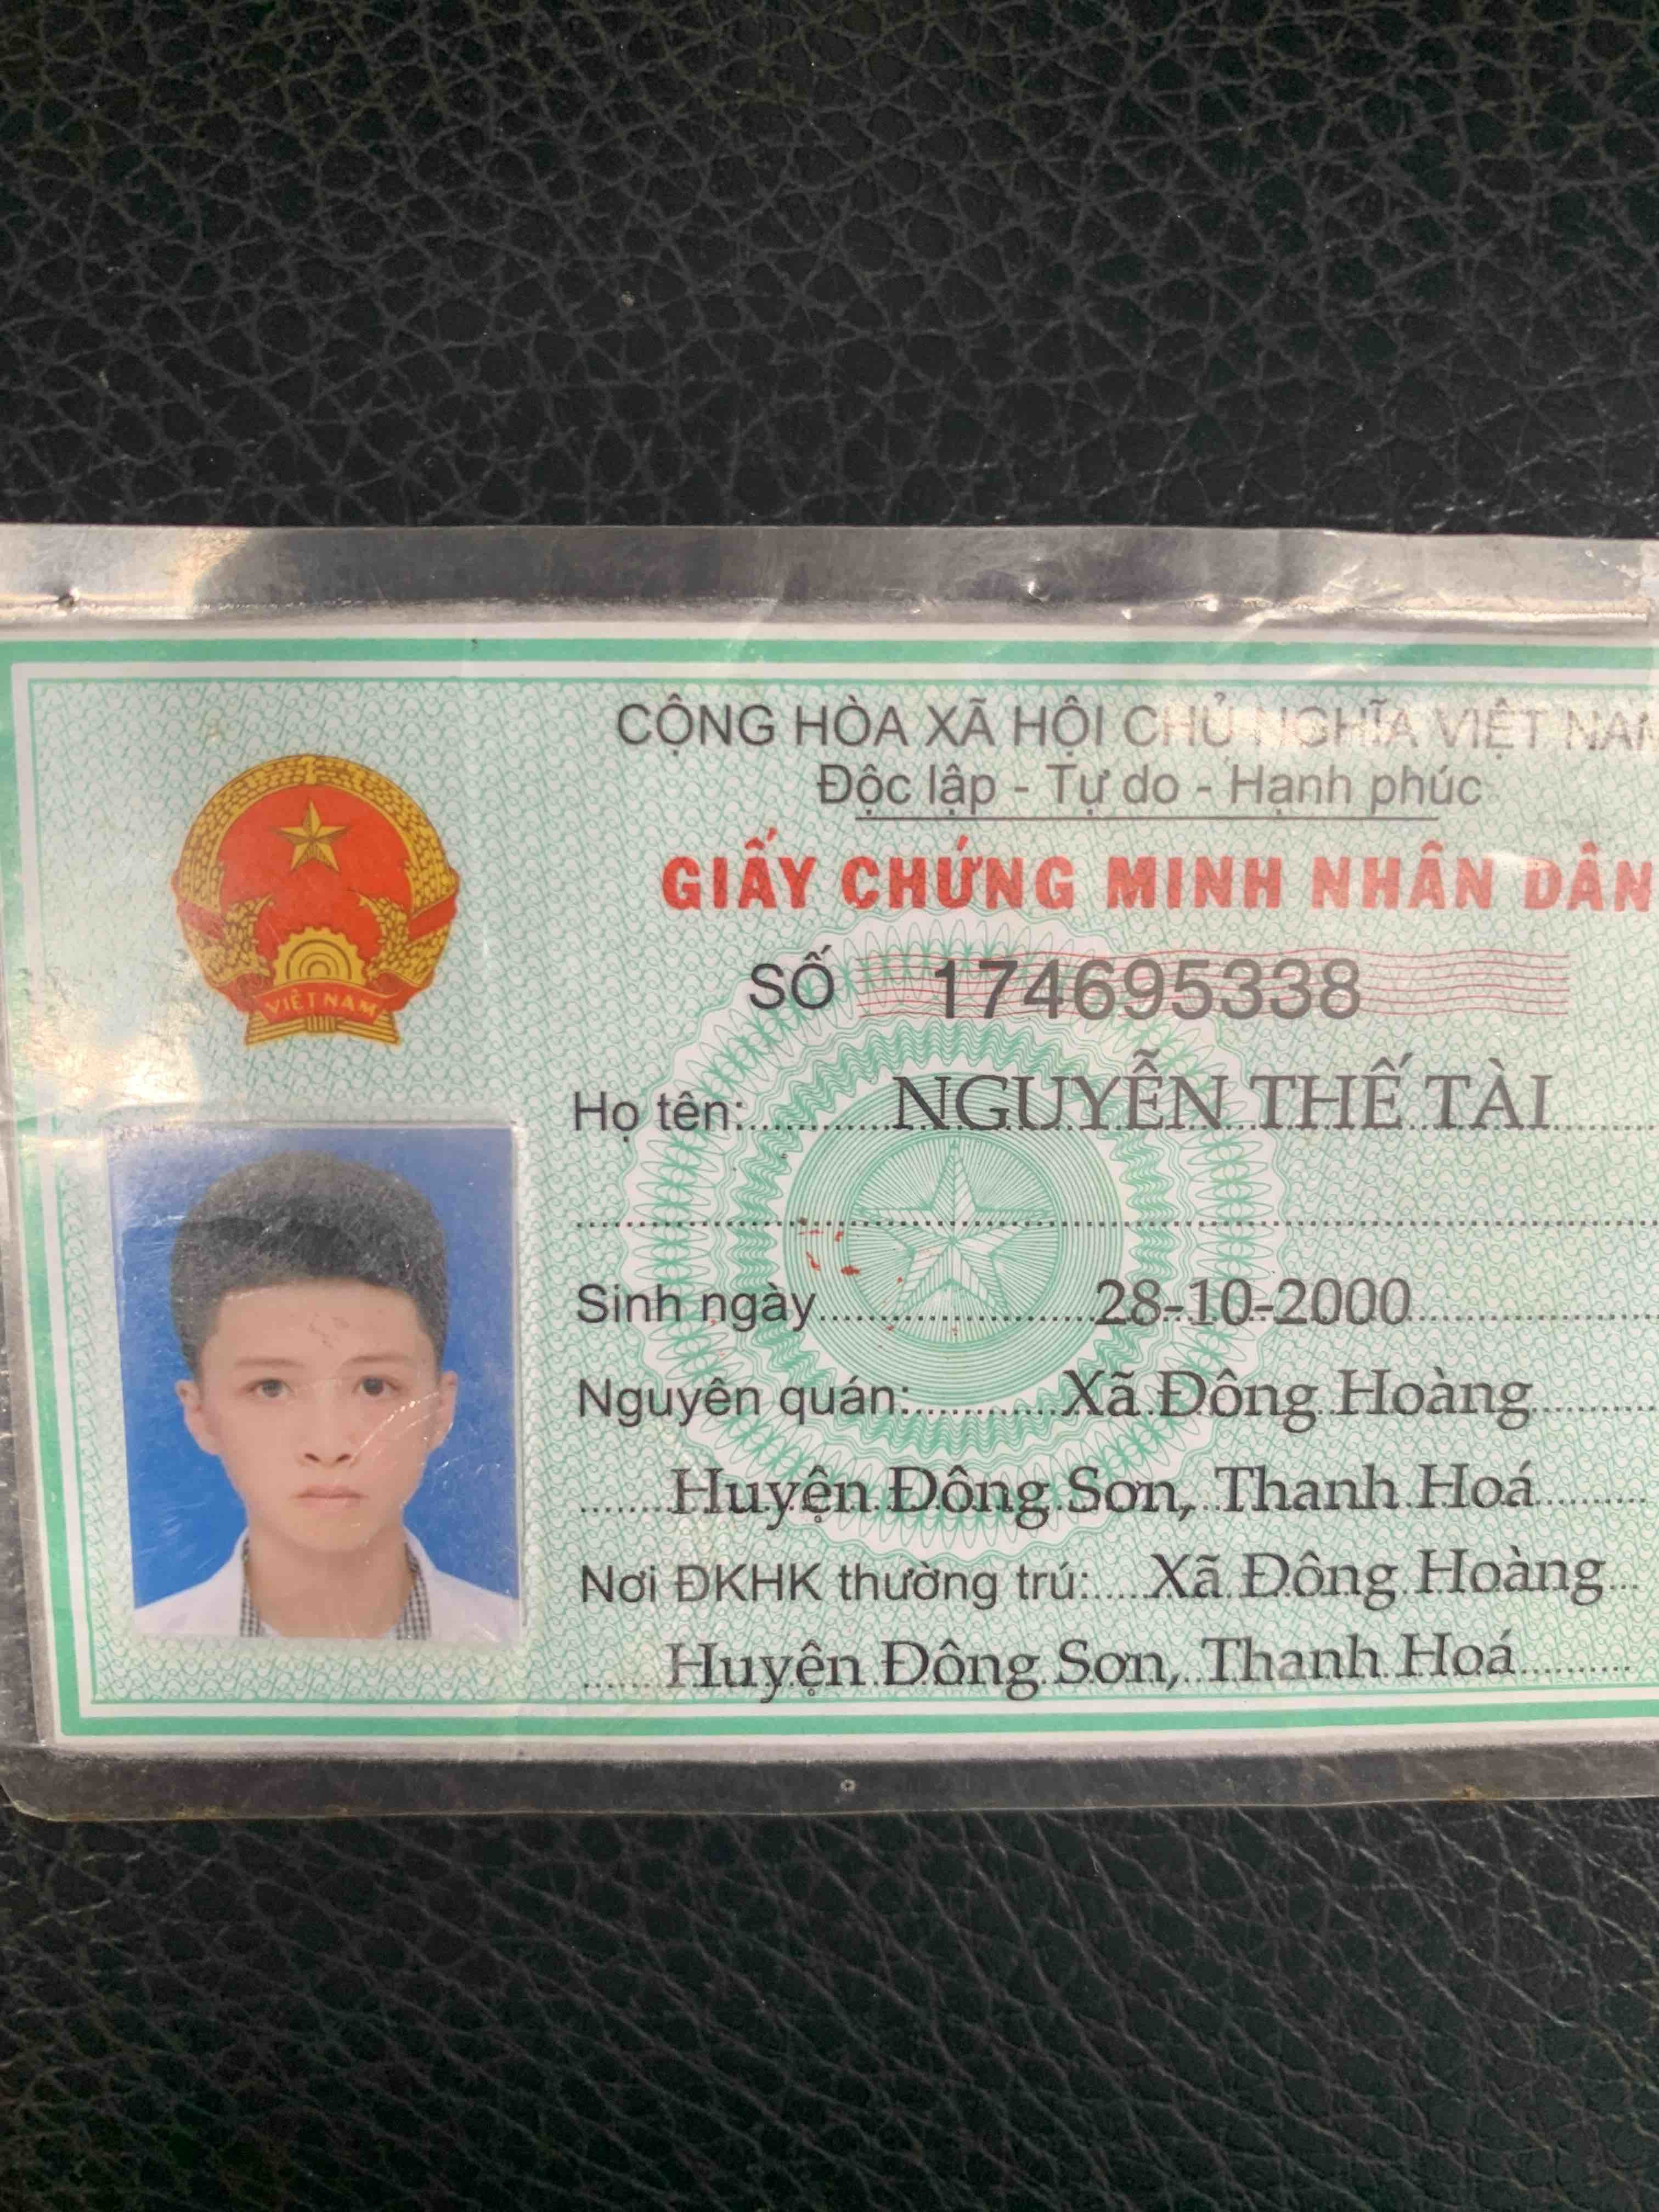 CỘNG HÒA XÃ HỘI CHỦ NGHĨA VIỆT NAM
Độc lập - Tự do - Hạnh phúc
GIẤY CHỨNG MINH NHÂN DÂN
SỐ 174695338
VIỆT NAM
Họ tên: NGUYỄN THẾ TÀI
Sinh ngày 28-10-2000
Nguyên quán: Xã Đông Hoàng
Huyện Đông Sơn, Thanh Hoá
Nơi ĐKHK thường trú: Xã Đông Hoàng
Huyện Đông Sơn, Thanh Hoá